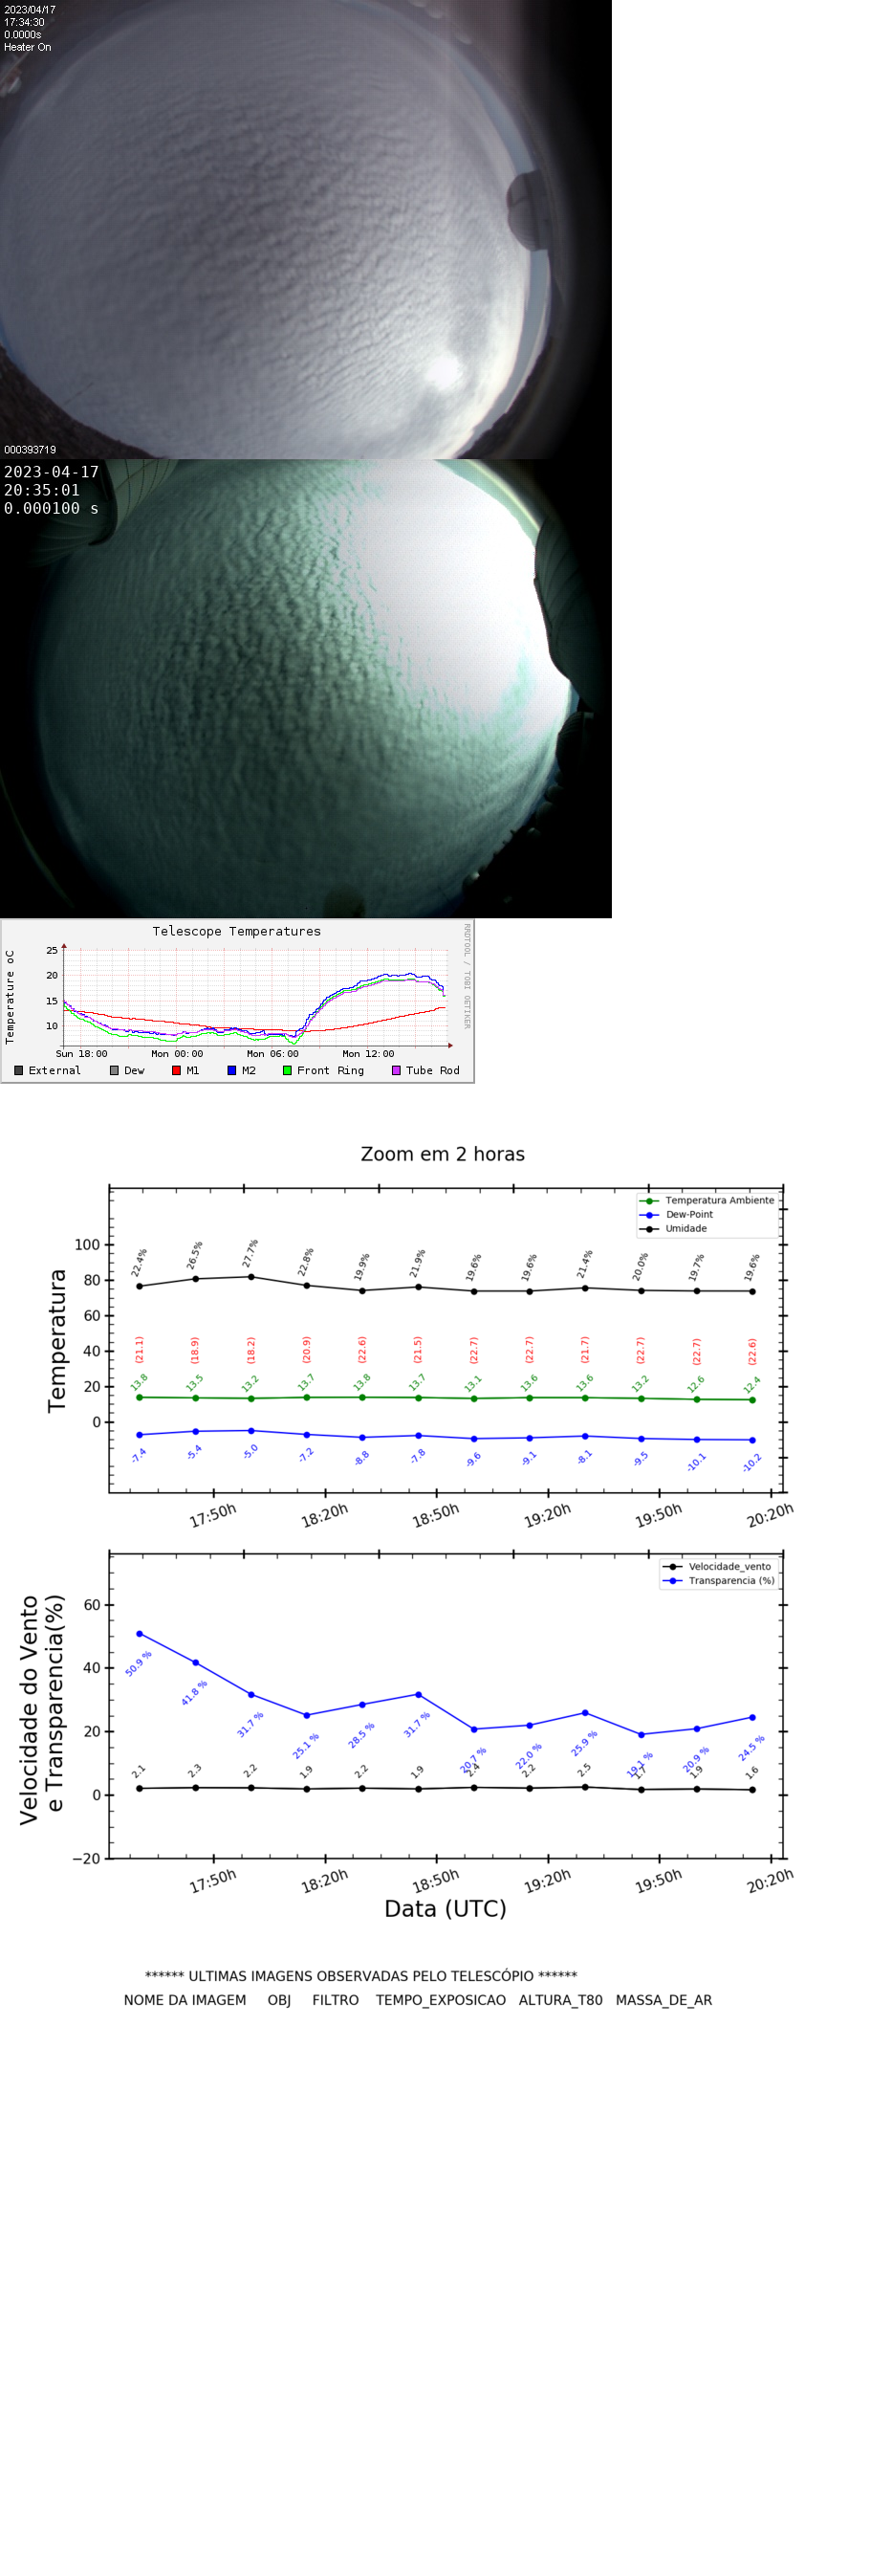 2023/04/17
17:34:30
0.0000s
Heater On
000393719
2023-04-17
20:35:01
0.000100 s
Telescope Temperatures
RRDTOOL / TOBI OETIKER
Temperature oC
25
20
15
10
Sun 18:00 Mon 00:00 Mon 06:00 Mon 12:00
External Dew M1 M2 Front Ring Tube Rod
Zoom em 2 horas
Temperatura Ambiente
Dew-Point
Umidade
Temperatura
100
80
60
40
20
0
22.4% 26.5% 27.7% 22.8% 19.9% 21.9% 19.6% 19.6% 21.4% 20.0% 19.7% 19.6%
(21.1) (18.9) (18.2) (20.9) (22.6) (21.5) (22.7) (22.7) (21.7) (22.7) (22.7) (22.6)
13.8 13.5 13.2 13.7 13.8 13.7 13.1 13.6 13.6 13.2 12.6 12.4
-7.4 -5.4 -5.0 -7.2 -8.8 -7.8 -9.6 -9.1 -8.1 -9.5 -10.1 -10.2
17:50h 18:20h 18:50h 19:20h 19:50h 20:20h
Velocidade_vento
Transparencia (%)
Velocidade do Vento
e Transparencia(%)
60
40
20
0
−20
50.9 % 41.8 % 31.7 % 25.1 % 28.5 % 31.7 % 20.7 % 22.0 % 25.9 % 19.1 % 20.9 % 24.5 %
2.1 2.3 2.2 1.9 2.2 1.9 2.4 2.2 2.5 1.7 1.9 1.6
17:50h 18:20h 18:50h 19:20h 19:50h 20:20h
Data (UTC)
****** ULTIMAS IMAGENS OBSERVADAS PELO TELESCÓPIO ******
NOME DA IMAGEM OBJ FILTRO TEMPO_EXPOSICAO ALTURA_T80 MASSA_DE_AR